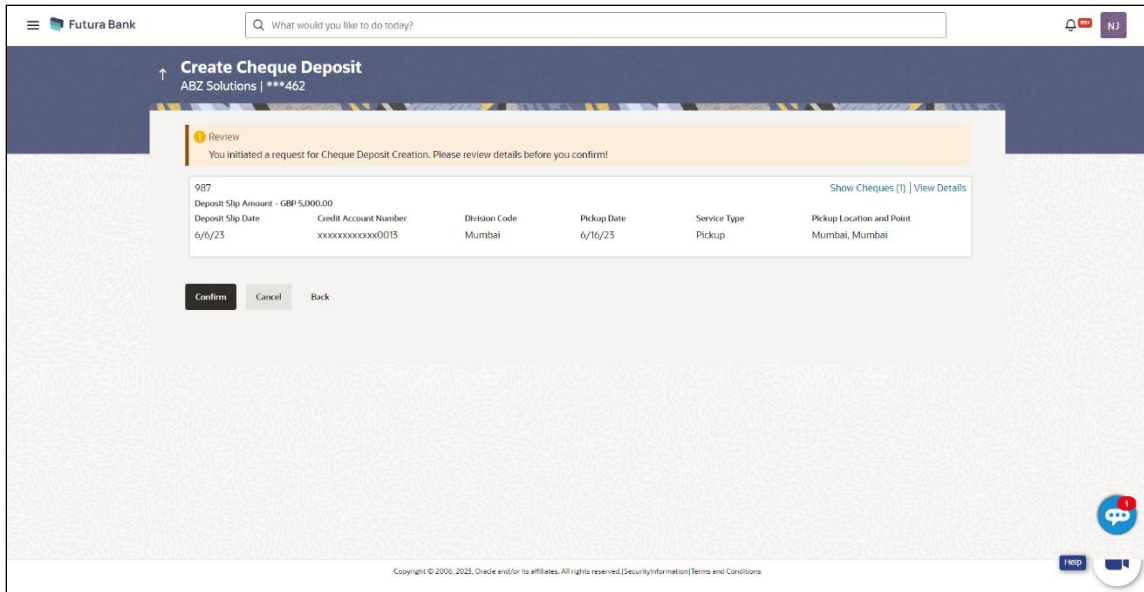 Futura Bank
What would you like to do today?
99+
NJ
Create Cheque Deposit
ABZ Solutions | ***462
Review
You initiated a request for Cheque Deposit Creation. Please review details before you confirm!
987 Show Cheques (1) | View Details
Deposit Slip Amount - GBP 5,000.00
Deposit Slip Date Credit Account Number Division Code Pickup Date Service Type Pickup Location and Point
6/6/23 xxxxxxxxxxxx0013 Mumbai 6/16/23 Pickup Mumbai, Mumbai
Confirm Cancel Back
1
Help
Copyright © 2006, 2023, Oracle and/or its affiliates. All rights reserved.|SecurityInformation|Terms and Conditions